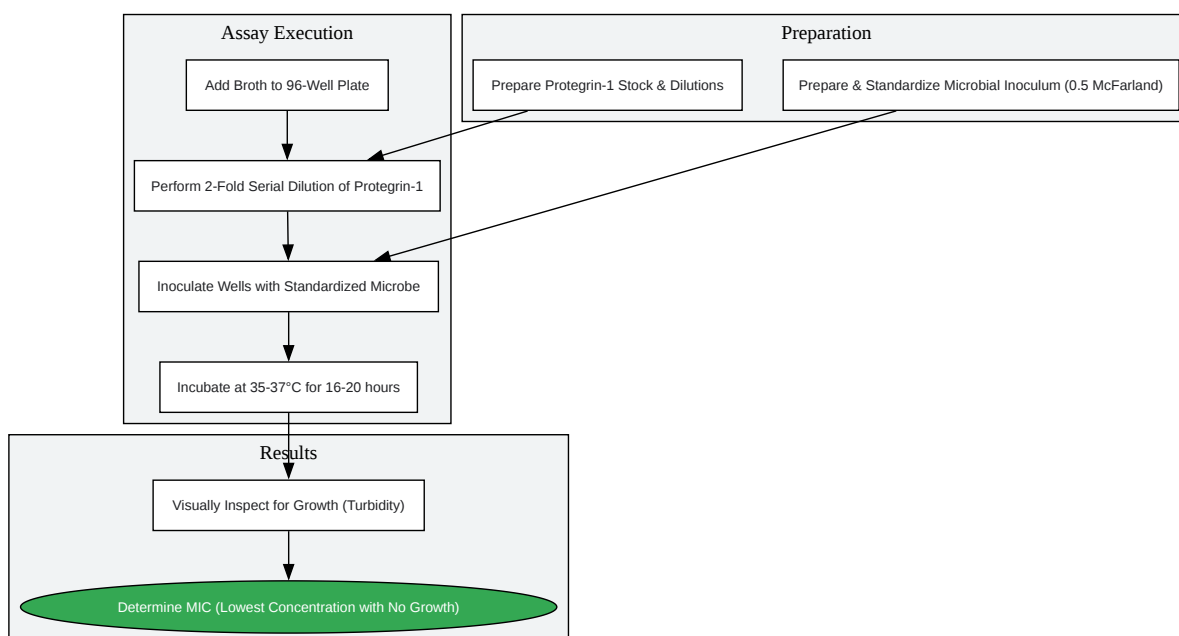 Assay Execution
Preparation
Add Broth to 96-Well Plate
Prepare Protegrin-1 Stock & Dilutions
Prepare & Standardize Microbial Inoculum (0.5 McFarland)
Perform 2-Fold Serial Dilution of Protegrin-1
Inoculate Wells with Standardized Microbe
Incubate at 35-37°C for 16-20 hours
Results
Visually Inspect for Growth (Turbidity)
Determine MIC (Lowest Concentration with No Growth)